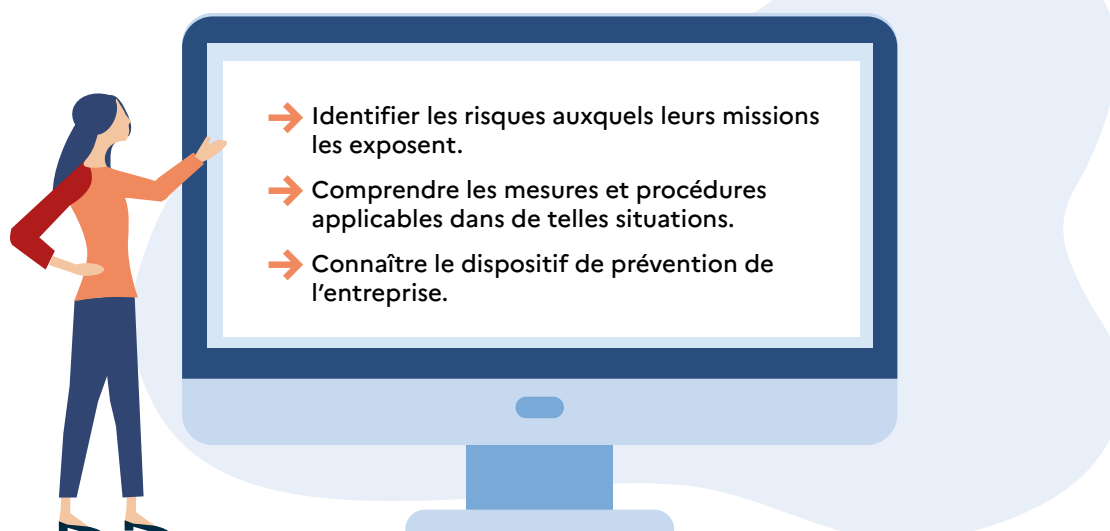 Identifier les risques auxquels leurs missions
les exposent.
Comprendre les mesures et procédures
applicables dans de telles situations.
Connaître le dispositif de prévention de
l’entreprise.